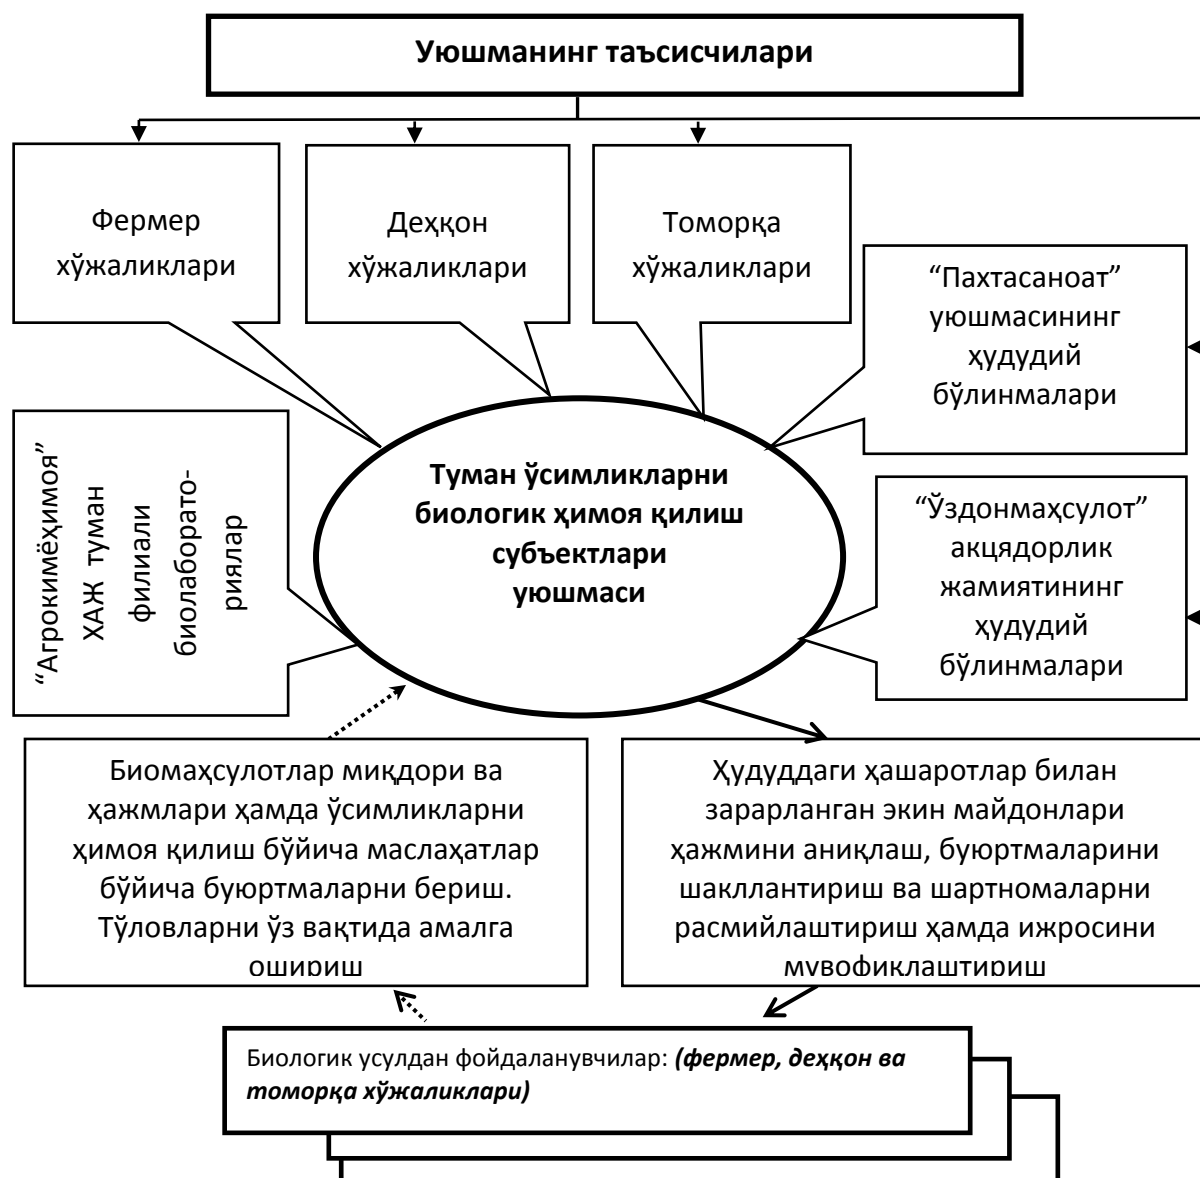 Уюшманинг таъсисчилари
Фермер
хўжаликлари
Деҳқон
хўжаликлари
Томорқа
хўжаликлари
“Пахтасаноат”
уюшмасининг
ҳудудий
бўлинмалари
“Агрокимёҳимоя”
ХАЖ туман
филиали
биолаборато-
риялар
Туман ўсимликларни
биологик ҳимоя қилиш
субъектлари
уюшмаси
“Ўздонмаҳсулот”
акцядорлик
жамиятининг
ҳудудий
бўлинмалари
Биомаҳсулотлар миқдори ва
ҳажмлари ҳамда ўсимликларни
ҳимоя қилиш бўйича маслаҳатлар
бўйича буюртмаларни бериш.
Тўловларни ўз вақтида амалга
ошириш
Ҳудуддаги ҳашаротлар билан
зарарланган экин майдонлари
ҳажмини аниқлаш, буюртмаларини
шакллантириш ва шартномаларни
расмийлаштириш ҳамда ижросини
мувофиқлаштириш
Биологик усулдан фойдаланувчилар: (фермер, деҳқон ва
томорқа хўжаликлари)